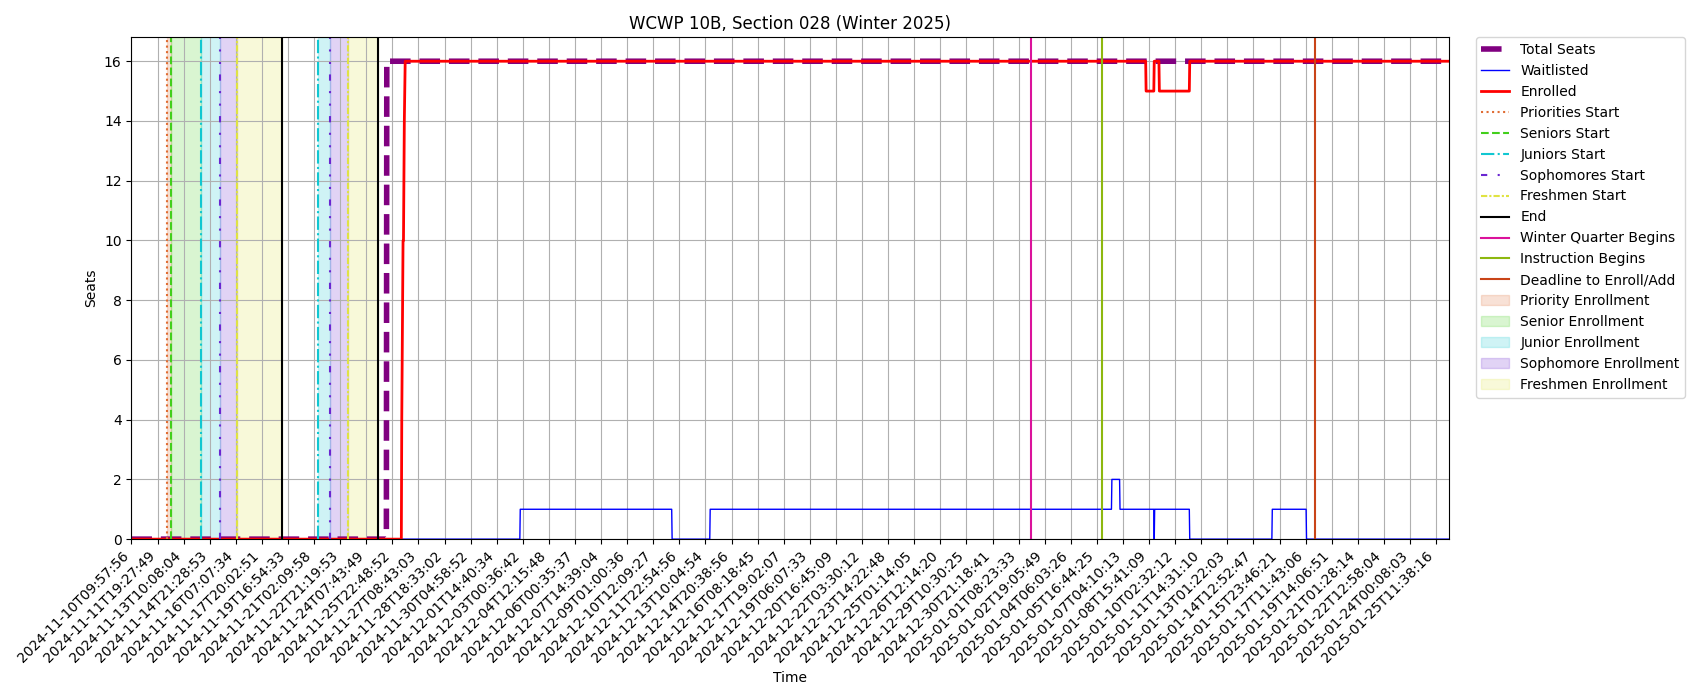 WCWP 10B, Section 028 (Winter 2025)
Seats
16
14
12
10
8
6
4
2
0
2024-11-10T09:57:56
2024-11-11T19:27:49
2024-11-13T10:08:04
2024-11-14T21:28:53
2024-11-16T07:07:34
2024-11-17T20:02:51
2024-11-19T16:54:33
2024-11-21T02:09:58
2024-11-22T21:19:53
2024-11-24T07:43:49
2024-11-25T22:48:52
2024-11-27T08:43:03
2024-11-28T18:33:02
2024-11-30T04:58:52
2024-12-01T14:40:34
2024-12-03T00:36:42
2024-12-04T12:15:48
2024-12-06T00:35:37
2024-12-07T14:39:04
2024-12-09T01:00:36
2024-12-10T12:09:27
2024-12-11T22:54:56
2024-12-13T10:04:54
2024-12-14T20:38:56
2024-12-16T08:18:45
2024-12-17T19:02:07
2024-12-19T06:07:33
2024-12-20T16:45:09
2024-12-22T03:30:12
2024-12-23T14:22:48
2024-12-25T01:14:05
2024-12-26T12:14:20
2024-12-29T10:30:25
2024-12-30T21:18:41
2025-01-01T08:23:33
2025-01-02T19:05:49
2025-01-04T06:03:26
2025-01-05T16:44:25
2025-01-07T04:10:13
2025-01-08T15:41:09
2025-01-10T02:32:12
2025-01-11T14:31:10
2025-01-13T01:22:03
2025-01-14T12:52:47
2025-01-15T23:46:21
2025-01-17T11:43:06
2025-01-19T14:06:51
2025-01-21T01:28:14
2025-01-22T12:58:04
2025-01-24T00:08:03
2025-01-25T11:38:16
Time
Total Seats
Waitlisted
Enrolled
Priorities Start
Seniors Start
Juniors Start
Sophomores Start
Freshmen Start
End
Winter Quarter Begins
Instruction Begins
Deadline to Enroll/Add
Priority Enrollment
Senior Enrollment
Junior Enrollment
Sophomore Enrollment
Freshmen Enrollment